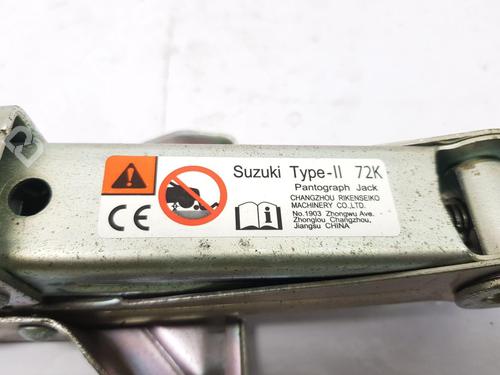 Suzuki Type-II 72K
Pantograph Jack
CHANGZHOU RIKENSEIKO
MACHINERY CO.,LTD.
No.1903 Zhongwu Ave.
Zhonglou Changzhou,
Jiangsu CHINA
CE